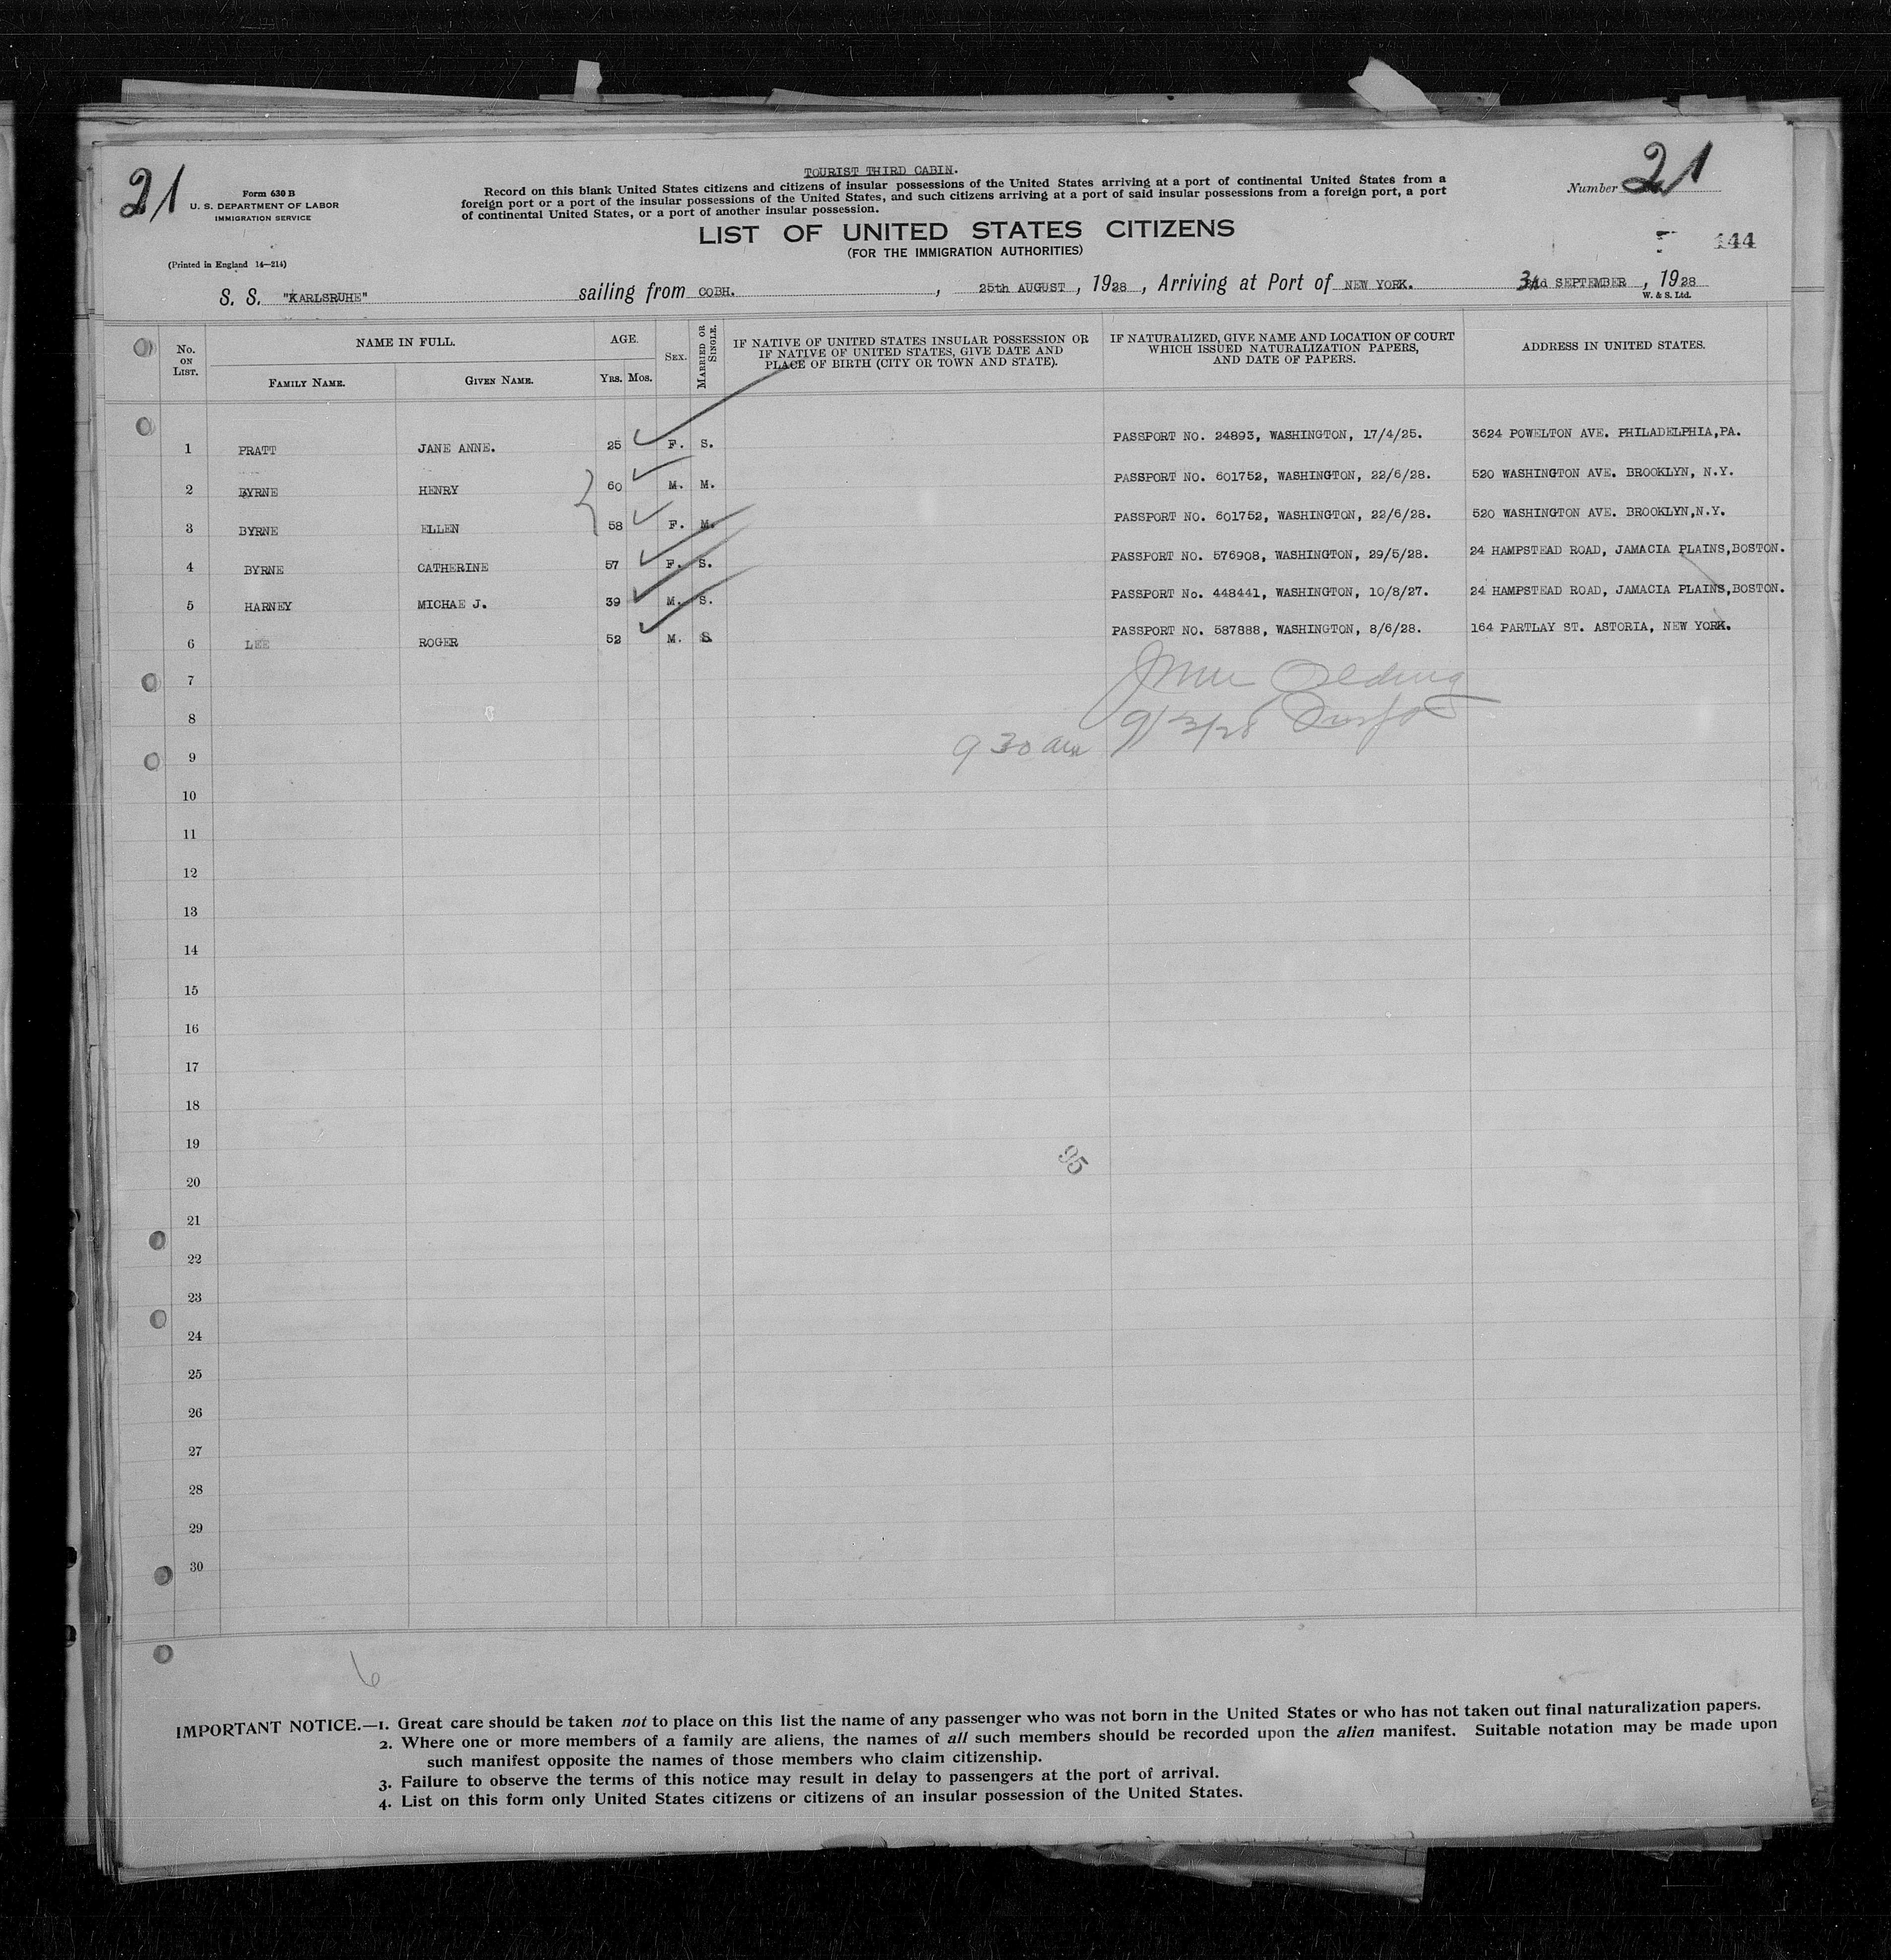 21
Form 630 B
U. S. DEPARTMENT OF LABOR
IMMIGRATION SERVICE
(Printed in England 14—214)
TOURIST THIRD CABIN.
Record on this blank United States citizens and citizens of insular possessions of the United States arriving at a port of continental United States from a
foreign port or a port of the insular possessions of the United States, and such citizens arriving at a port of said insular possessions from a foreign port, a port
of continental United States, or a port of another insular possession.
Number 21
LIST OF UNITED STATES CITIZENS
(FOR THE IMMIGRATION AUTHORITIES)
144
S. S. "KARLSRUHE" sailing from COBH. , 25th AUGUST , 1928 , Arriving at Port of NEW YORK. 3rd SEPTEMBER , 1928
W. & S. Ltd.
No. ON LIST. NAME IN FULL. AGE. SEX. MARRIED OR SINGLE. IF NATIVE OF UNITED STATES INSULAR POSSESSION OR IF NATIVE OF UNITED STATES, GIVE DATE AND PLACE OF BIRTH (CITY OR TOWN AND STATE). IF NATURALIZED, GIVE NAME AND LOCATION OF COURT WHICH ISSUED NATURALIZATION PAPERS, AND DATE OF PAPERS. ADDRESS IN UNITED STATES.
FAMILY NAME. GIVEN NAME. YRS. MOS.
1 PRATT JANE ANNE. 25 F. S. PASSPORT NO. 24893, WASHINGTON, 17/4/25. 3624 POWELTON AVE. PHILADELPHIA,PA.
2 BYRNE HENRY 60 M. M. PASSPORT NO. 601752, WASHINGTON, 22/6/28. 520 WASHINGTON AVE. BROOKLYN, N.Y.
3 BYRNE ELLEN 58 F. M. PASSPORT NO. 601752, WASHINGTON, 22/6/28. 520 WASHINGTON AVE. BROOKLYN,N.Y.
4 BYRNE CATHERINE 57 F. S. PASSPORT NO. 576908, WASHINGTON, 29/5/28. 24 HAMPSTEAD ROAD, JAMACIA PLAINS,BOSTON.
5 HARNEY MICHAE J. 39 M. S. PASSPORT No. 448441, WASHINGTON, 10/8/27. 24 HAMPSTEAD ROAD, JAMACIA PLAINS,BOSTON.
6 LEE ROGER 52 M. S. PASSPORT NO. 587888, WASHINGTON, 8/6/28. 164 PARTLAY ST. ASTORIA, NEW YORK.
7
8 9/3/28
9 9 30 am
10
11
12
13
14
15
16
17
18
19
95
20
21
22
23
24
25
26
27
28
29
30
6
IMPORTANT NOTICE.—1. Great care should be taken not to place on this list the name of any passenger who was not born in the United States or who has not taken out final naturalization papers.
2. Where one or more members of a family are aliens, the names of all such members should be recorded upon the alien manifest. Suitable notation may be made upon
such manifest opposite the names of those members who claim citizenship.
3. Failure to observe the terms of this notice may result in delay to passengers at the port of arrival.
4. List on this form only United States citizens or citizens of an insular possession of the United States.